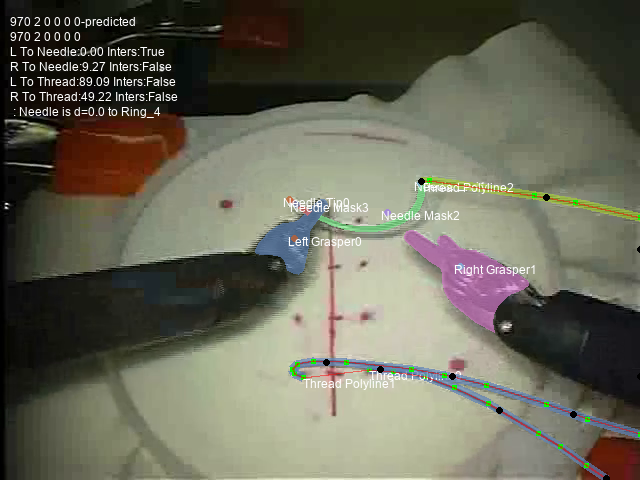 970 2 0 0 0 0-predicted
970 2 0 0 0 0
L To Needle:0.00 Inters:True
R To Needle:9.27 Inters:False
L To Thread:89.09 Inters:False
R To Thread:49.22 Inters:False
: Needle is d=0.0 to Ring_4
Thread Polyline2
Needle Tip0
Needle Mask3
Needle Mask2
Left Grasper0
Right Grasper1
Thread Polyline1